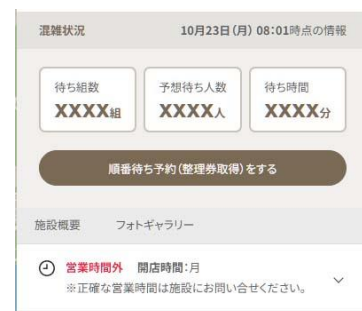 混雑状況 10月23日(月) 08:01時点の情報
待ち組数 予想待ち人数 待ち時間
XXXX組 XXXX人 XXXX分
順番待ち予約(整理券取得)をする
施設概要 フォトギャラリー
営業時間外 開店時間:月
※正確な営業時間は施設にお問い合せください。